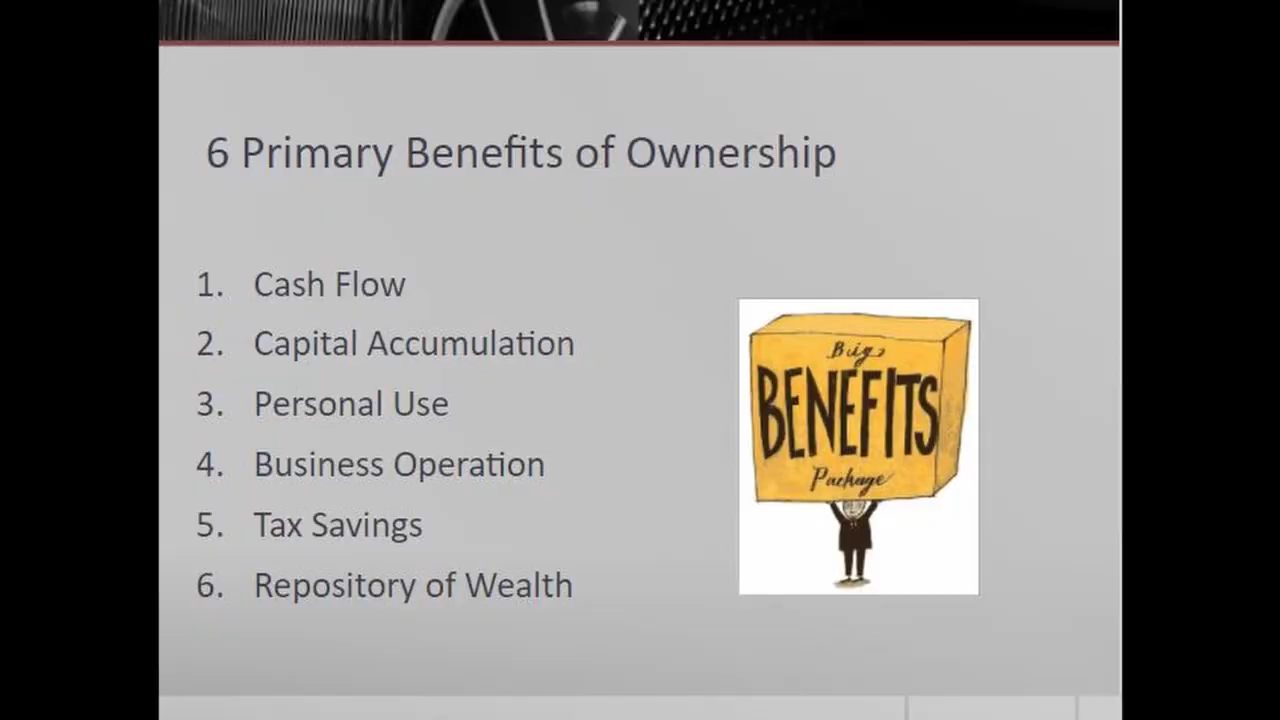 6 Primary Benefits of Ownership
1. Cash Flow
2. Capital Accumulation
3. Personal Use
4. Business Operation
5. Tax Savings
6. Repository of Wealth
Big
BENEFITS
Package